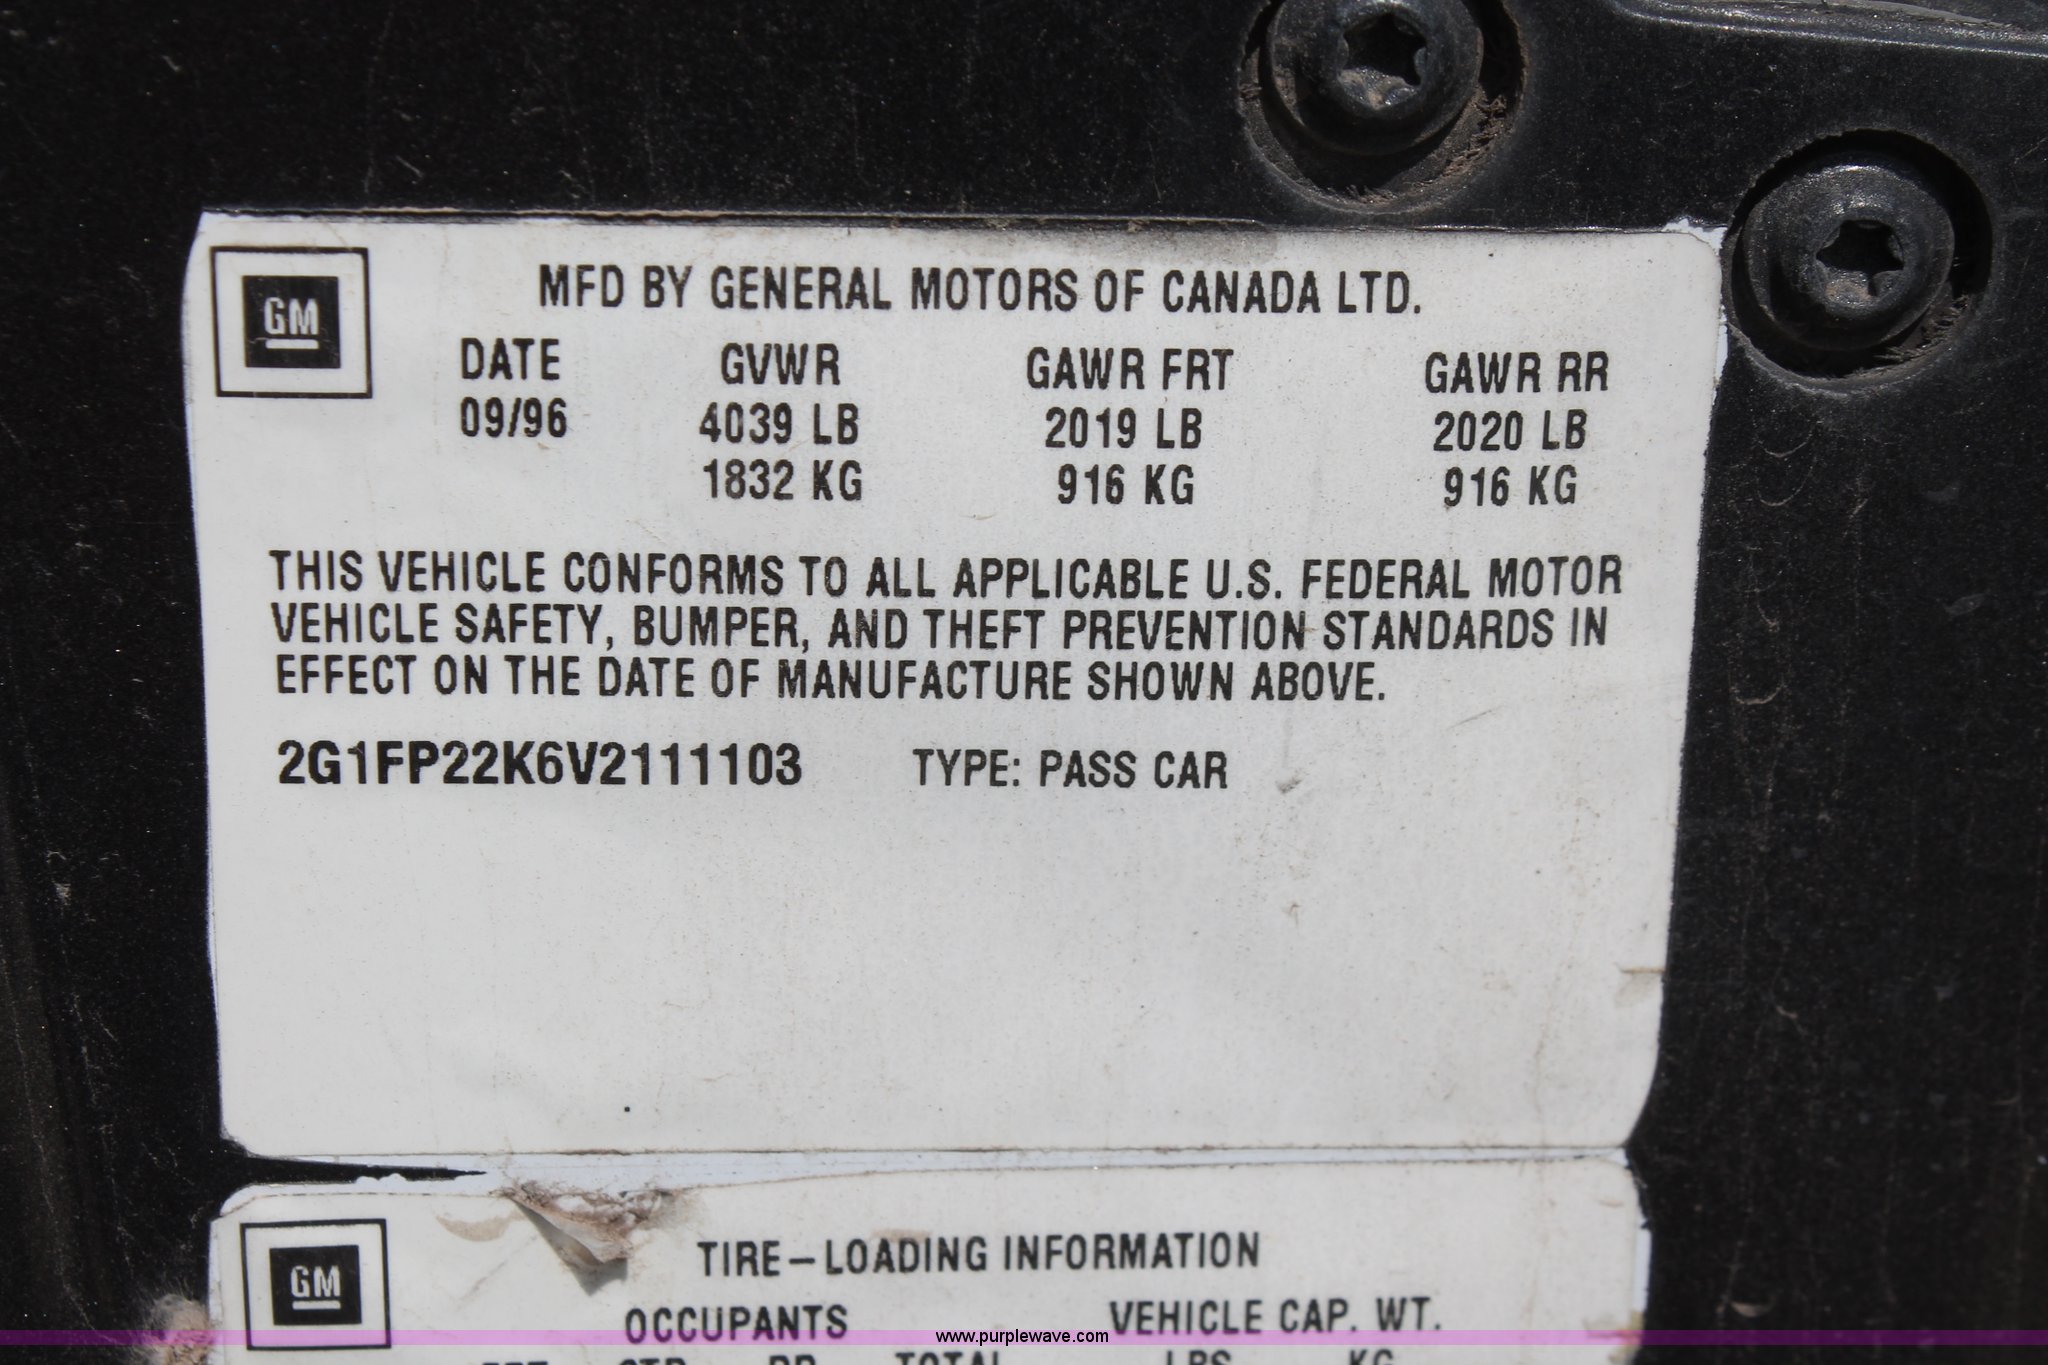 GM
MFD BY GENERAL MOTORS OF CANADA LTD.
DATE GVWR GAWR FRT GAWR RR
09/96 4039 LB 2019 LB 2020 LB
1832 KG 916 KG 916 KG
THIS VEHICLE CONFORMS TO ALL APPLICABLE U.S. FEDERAL MOTOR
VEHICLE SAFETY, BUMPER, AND THEFT PREVENTION STANDARDS IN
EFFECT ON THE DATE OF MANUFACTURE SHOWN ABOVE.
2G1FP22K6V2111103 TYPE: PASS CAR
GM
TIRE–LOADING INFORMATION
OCCUPANTS VEHICLE CAP. WT.
www.purplewave.com
TOTAL LBS KG